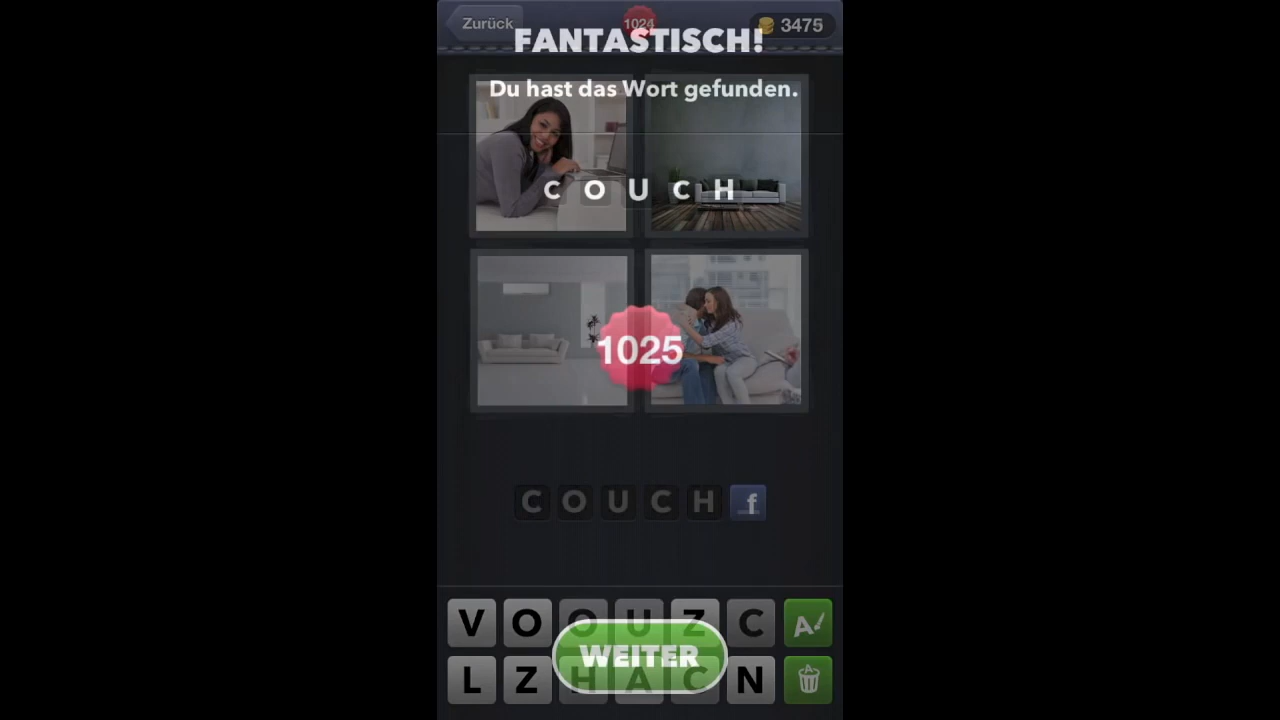 Zurück 1024 3475
FANTASTISCH!
Du hast das Wort gefunden.
C O U C H
1025
C O U C H f
V O O U Z C A
L Z H A C N
WEITER